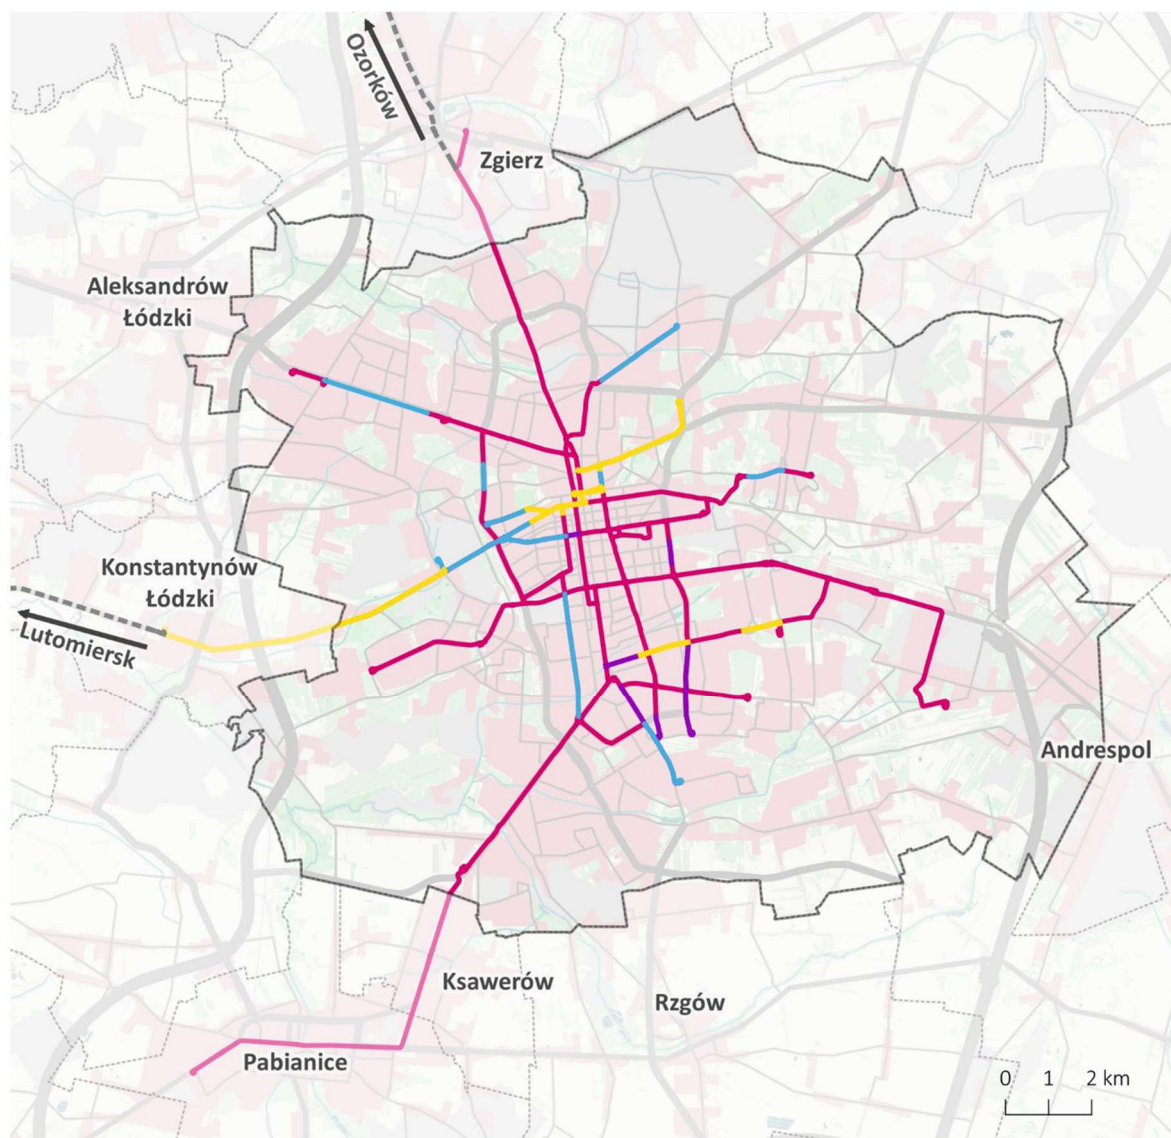 Ozorków
Zgierz
Aleksandrów
Łódzki
Konstantynów
Łódzki
Lutomiersk
Andrespol
Ksawerów
Rzgów
Pabianice
0 1 2 km